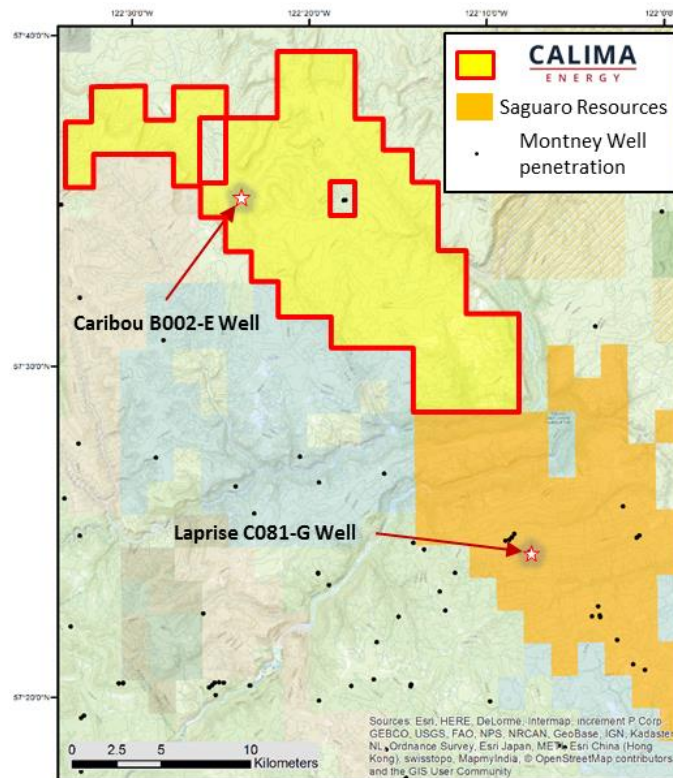 122°30'0"W
122°20'0"W
122°10'0"W
57°40'0"N
57°30'0"N
57°20'0"N
CALIMA
ENERGY
Saguaro Resources
Montney Well
penetration
Caribou B002-E Well
Laprise C081-G Well
0 2.5 5 10
Kilometers
Sources: Esri, HERE, DeLorme, Intermap, increment P Corp
GEBCO, USGS, FAO, NPS, NRCAN, GeoBase, IGN, Kadaster
NL, Ordnance Survey, Esri Japan, METI, Esri China (Hong
Kong), swisstopo, MapmyIndia, © OpenStreetMap contributors
and the GIS User Community